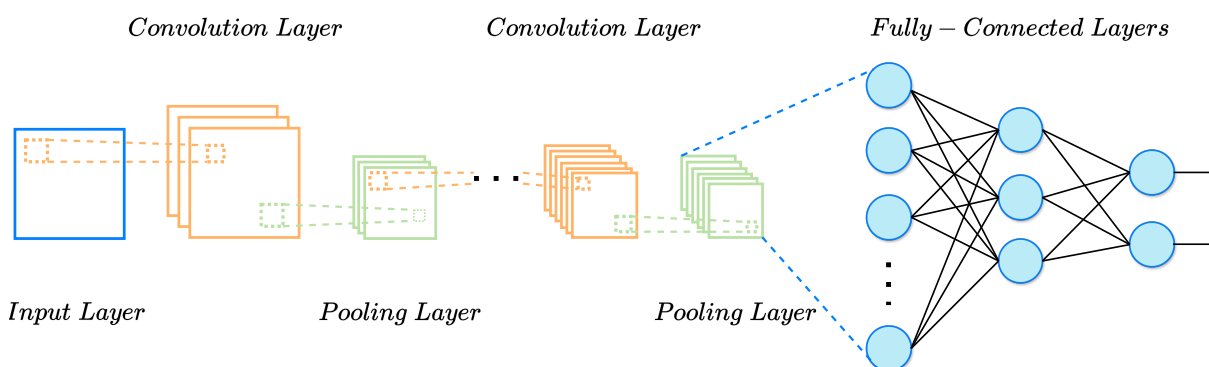 Convolution Layer
Convolution Layer
Fully − Connected Layers
Input Layer
Pooling Layer
Pooling Layer